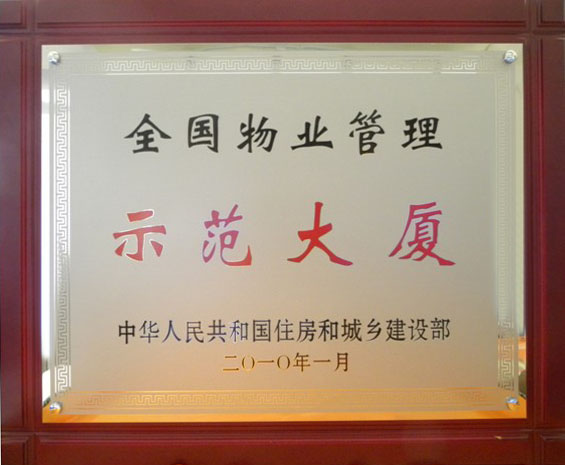 全国物业管理
示范大厦
中华人民共和国住房和城乡建设部
二〇一〇年一月